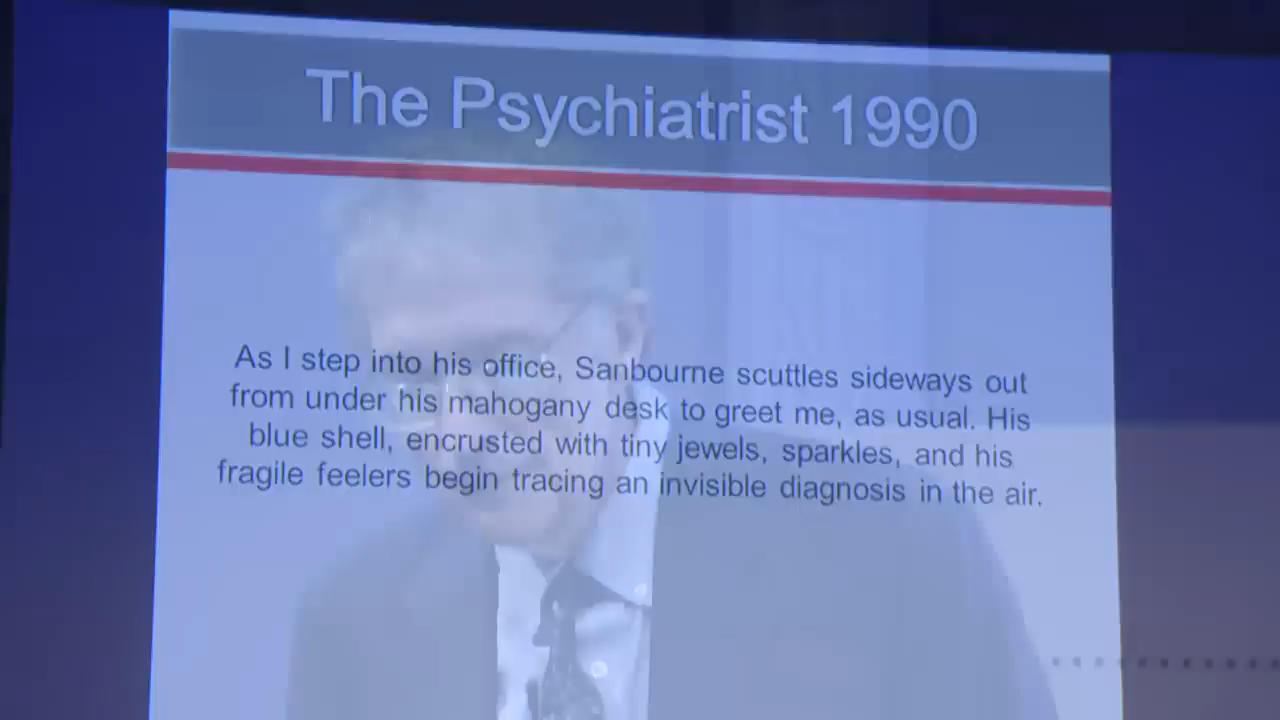 The Psychiatrist 1990
As I step into his office, Sanbourne scuttles sideways out
from under his mahogany desk to greet me, as usual. His
blue shell, encrusted with tiny jewels, sparkles, and his
fragile feelers begin tracing an invisible diagnosis in the air.